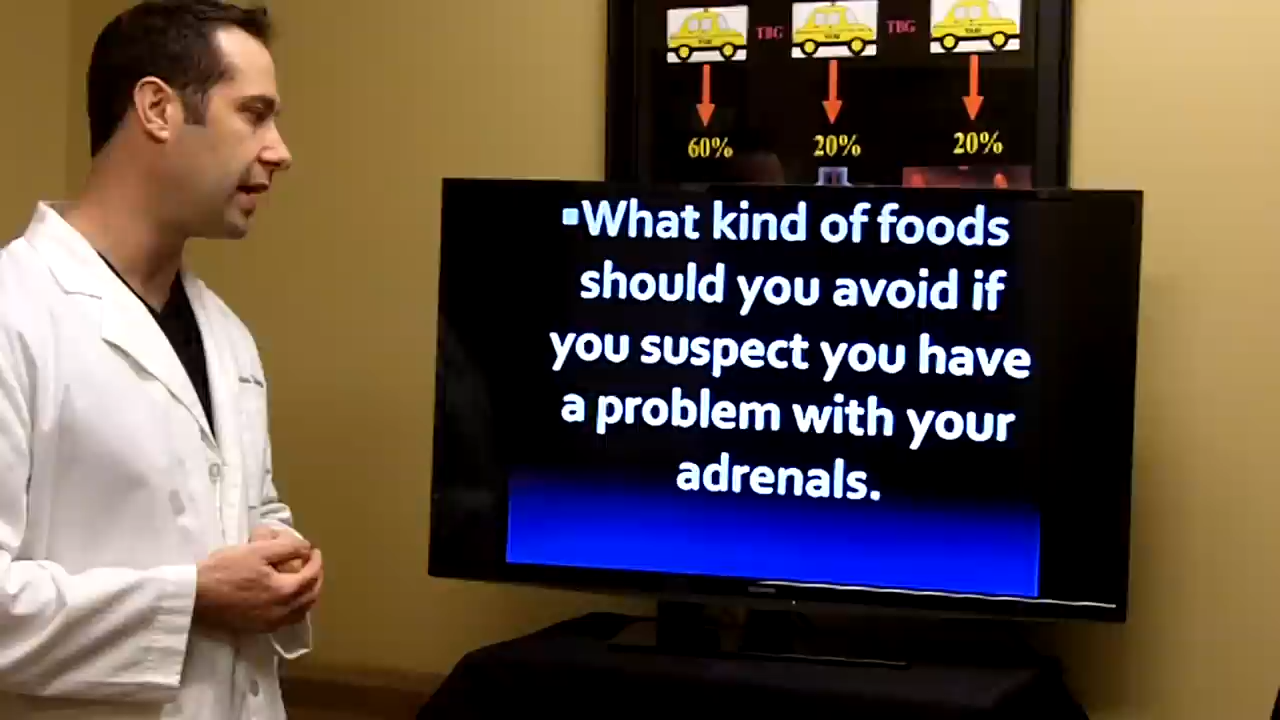 TBG TBG
60% 20% 20%
▪What kind of foods
should you avoid if
you suspect you have
a problem with your
adrenals.